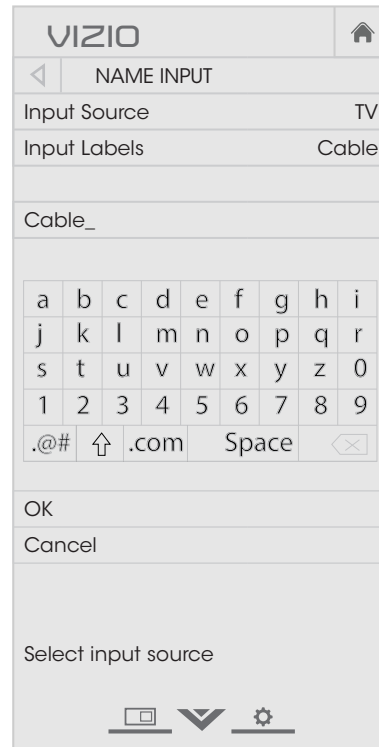 VIZIO
NAME INPUT
Input Source TV
Input Labels Cable
Cable_
a b c d e f g h i
j k l m n o p q r
s t u v w x y z 0
1 2 3 4 5 6 7 8 9
.@# .com Space
OK
Cancel
Select input source